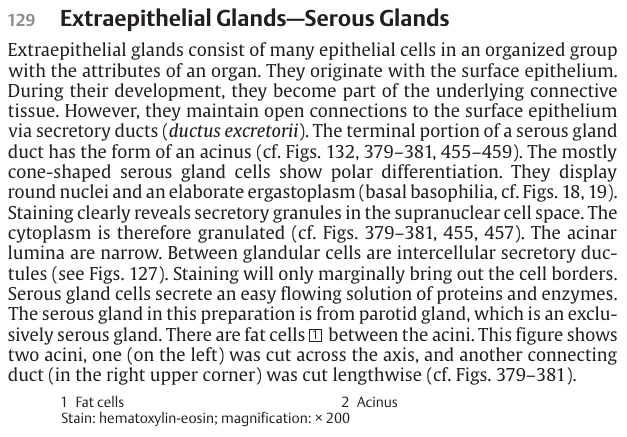 129 Extraepithelial Glands—Serous Glands
Extraepithelial glands consist of many epithelial cells in an organized group
with the attributes of an organ. They originate with the surface epithelium.
During their development, they become part of the underlying connective
tissue. However, they maintain open connections to the surface epithelium
via secretory ducts (ductus excretorii). The terminal portion of a serous gland
duct has the form of an acinus (cf. Figs. 132, 379–381, 455–459). The mostly
cone-shaped serous gland cells show polar differentiation. They display
round nuclei and an elaborate ergastoplasm (basal basophilia, cf. Figs. 18, 19).
Staining clearly reveals secretory granules in the supranuclear cell space. The
cytoplasm is therefore granulated (cf. Figs. 379–381, 455, 457). The acinar
lumina are narrow. Between glandular cells are intercellular secretory duc-
tules (see Figs. 127). Staining will only marginally bring out the cell borders.
Serous gland cells secrete an easy flowing solution of proteins and enzymes.
The serous gland in this preparation is from parotid gland, which is an exclu-
sively serous gland. There are fat cells 1 between the acini. This figure shows
two acini, one (on the left) was cut across the axis, and another connecting
duct (in the right upper corner) was cut lengthwise (cf. Figs. 379–381).
1 Fat cells 2 Acinus
Stain: hematoxylin-eosin; magnification: × 200